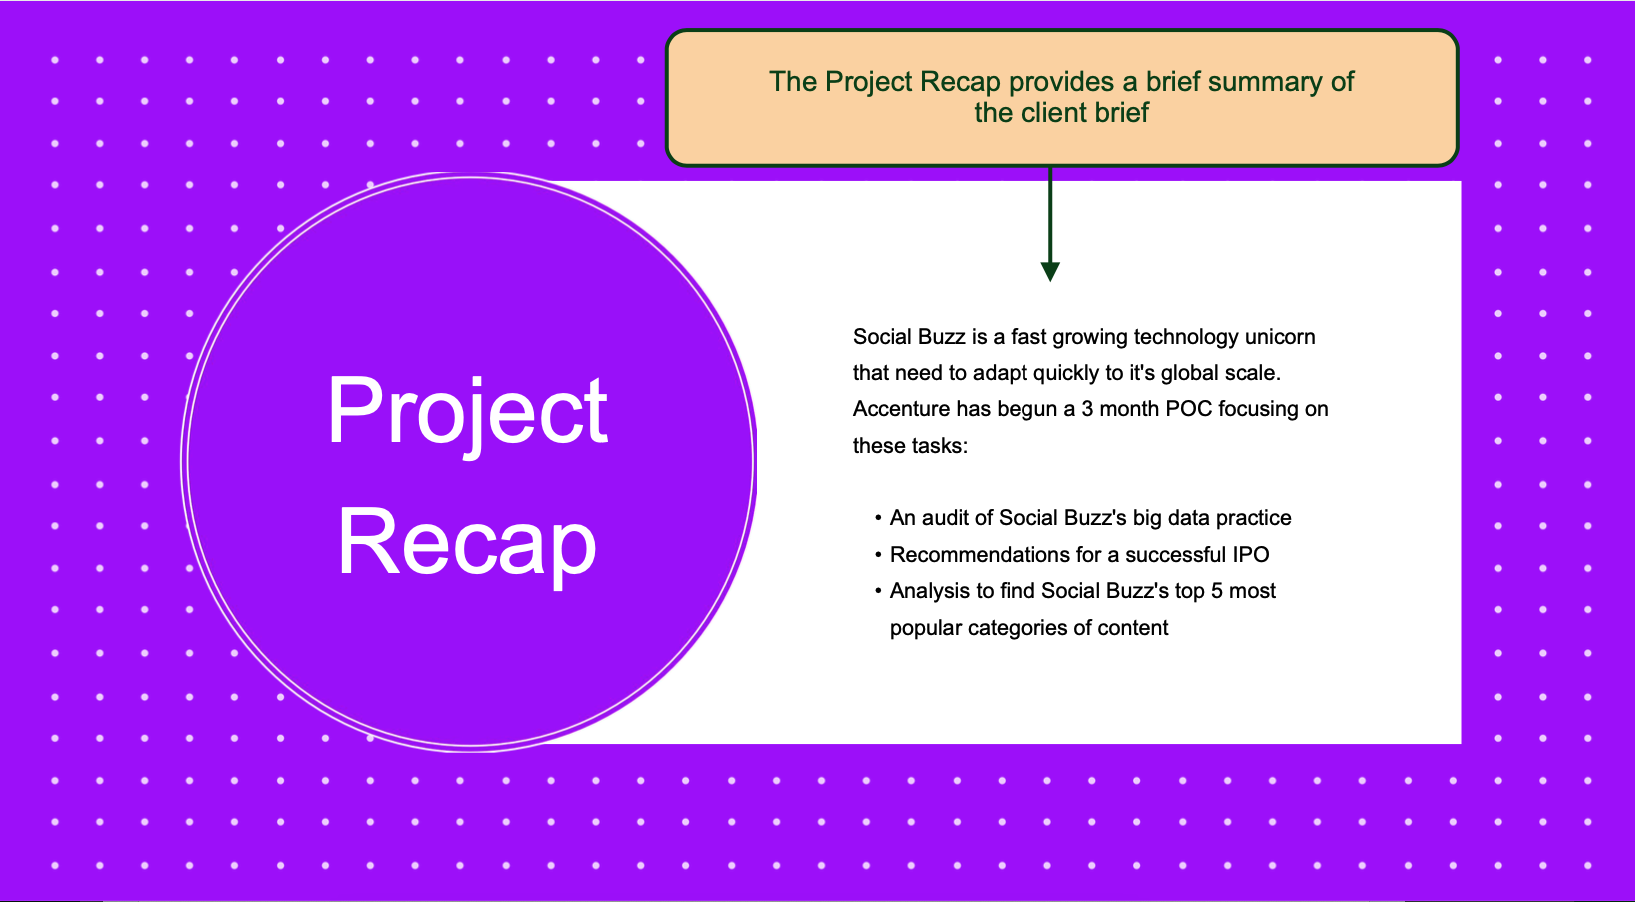 The Project Recap provides a brief summary of
the client brief
Project
Recap
Social Buzz is a fast growing technology unicorn
that need to adapt quickly to it's global scale.
Accenture has begun a 3 month POC focusing on
these tasks:
• An audit of Social Buzz's big data practice
• Recommendations for a successful IPO
• Analysis to find Social Buzz's top 5 most
popular categories of content